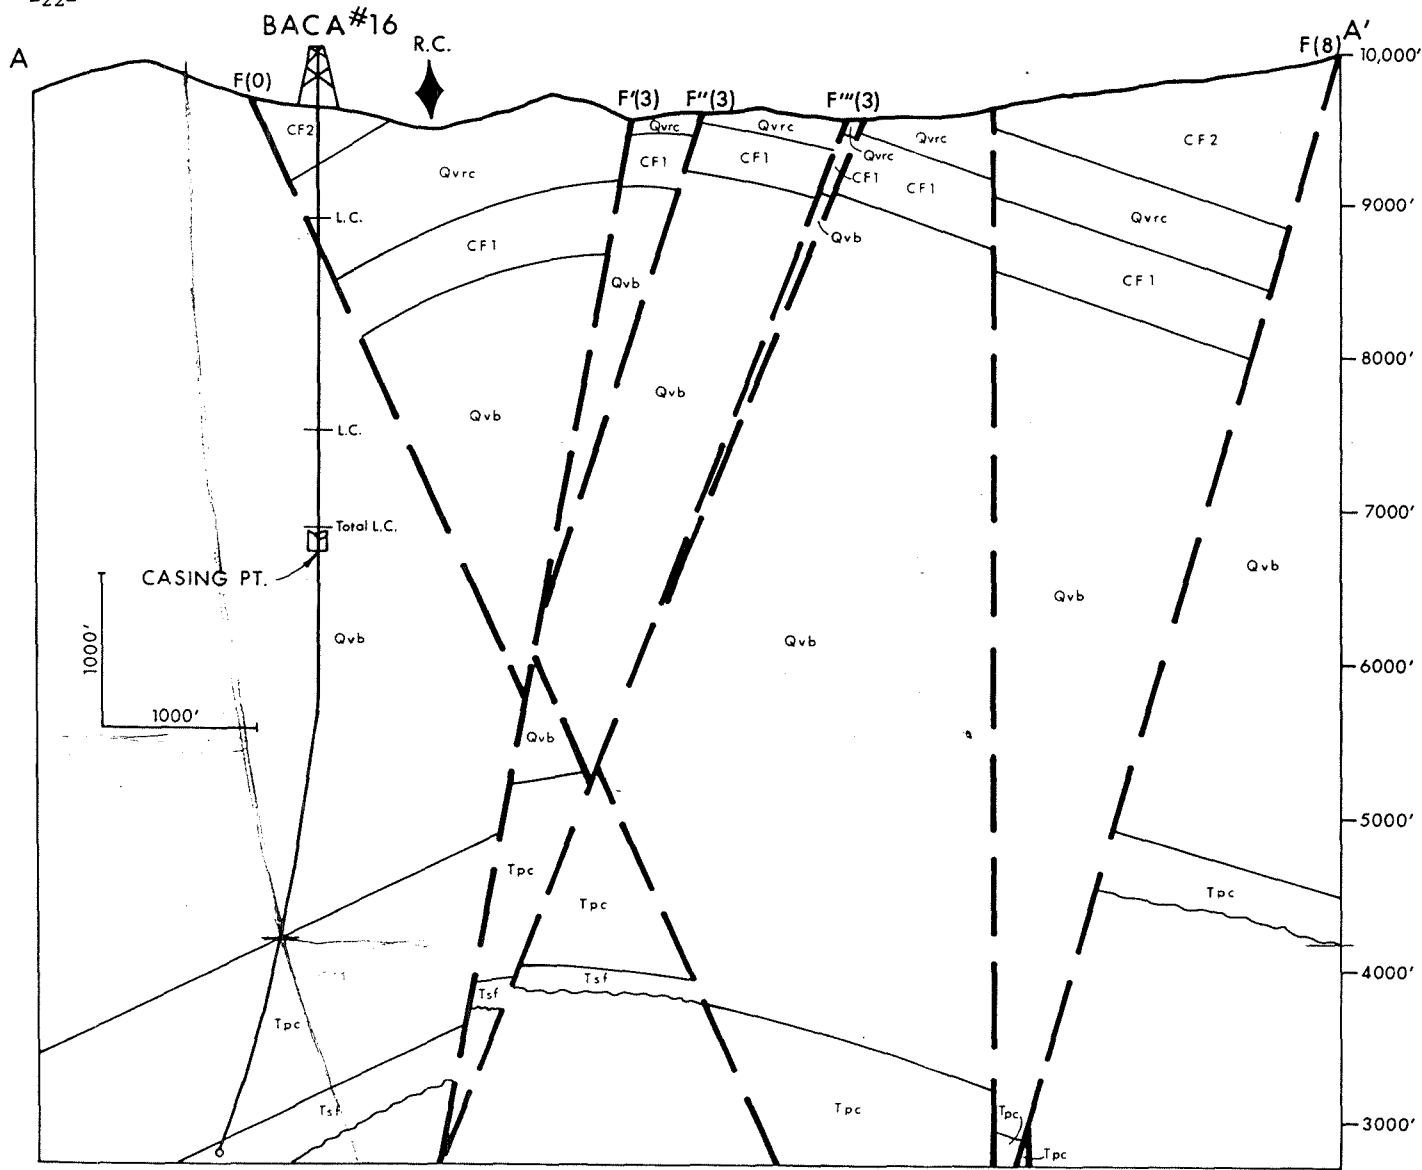 -22-
BACA #16
A
R.C.
A'
F(0)
F'(3)
F''(3)
F'''(3)
F(8)
10,000'
CF2
Qvrc
Qvrc
Qvrc
Qvrc
Qvrc
CF2
CF1
CF1
CF1
CF1
9000'
L.C.
Qvrc
CF1
Qvb
Qvb
CF1
8000'
Qvb
Qvb
L.C.
7000'
Total L.C.
CASING PT.
Qvb
Qvb
1000'
Qvb
Qvb
6000'
1000'
Qvb
5000'
Tpc
Tpc
Tpc
4000'
Tsf
Tsf
Tpc
Tsf
Tpc
Tpc
3000'
Tpc